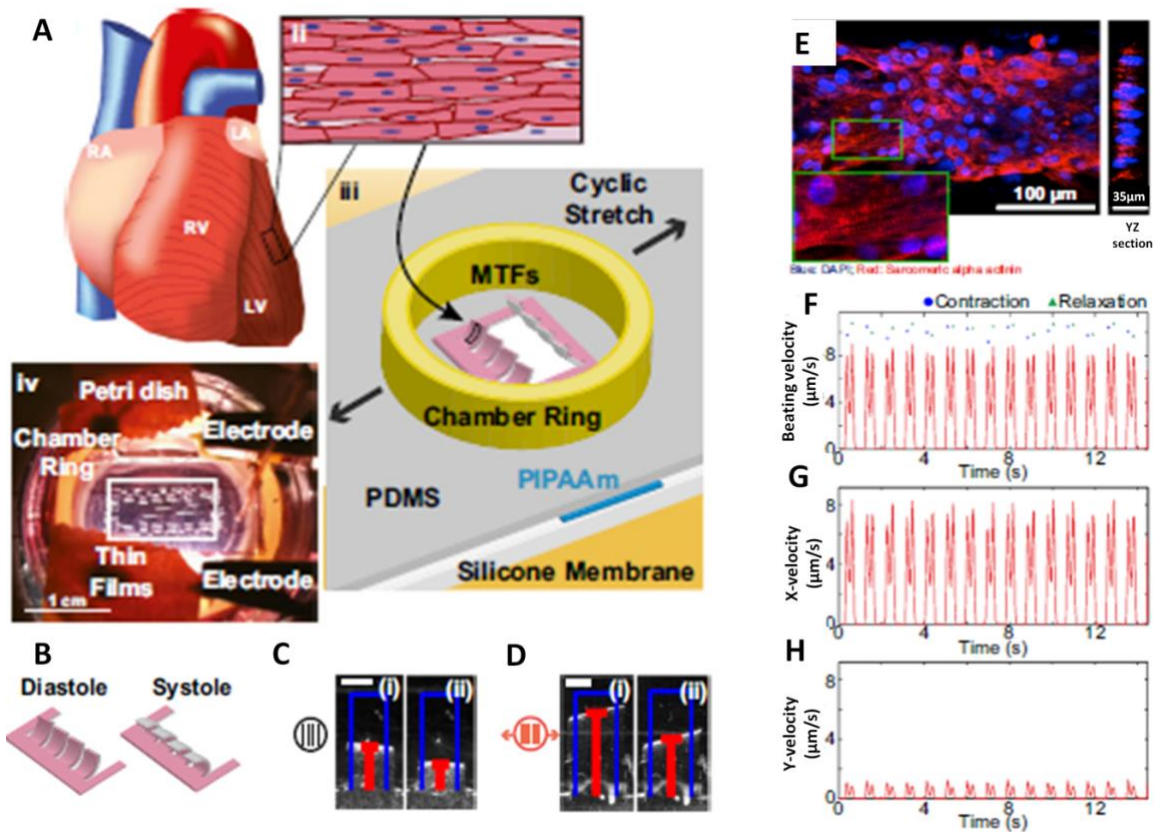 A
ii
LA
RA
RV
LV
iii
Cyclic
Stretch
MTFs
Chamber Ring
PIPAAm
PDMS
Silicone Membrane
iv
Petri dish
Chamber
Ring
Electrode
Thin
Films
Electrode
1 cm
B
Diastole
Systole
C
(i)
(ii)
D
(i)
(ii)
E
100 µm
35µm
YZ
section
Blue: DAPI; Red: Sarcomeric alpha actinin
F
Contraction
Relaxation
Beating velocity
(µm/s)
8
4
0
0 4 8 12
Time (s)
G
X-velocity
(µm/s)
8
4
0
0 4 8 12
Time (s)
H
Y-velocity
(µm/s)
8
4
0
0 4 8 12
Time (s)